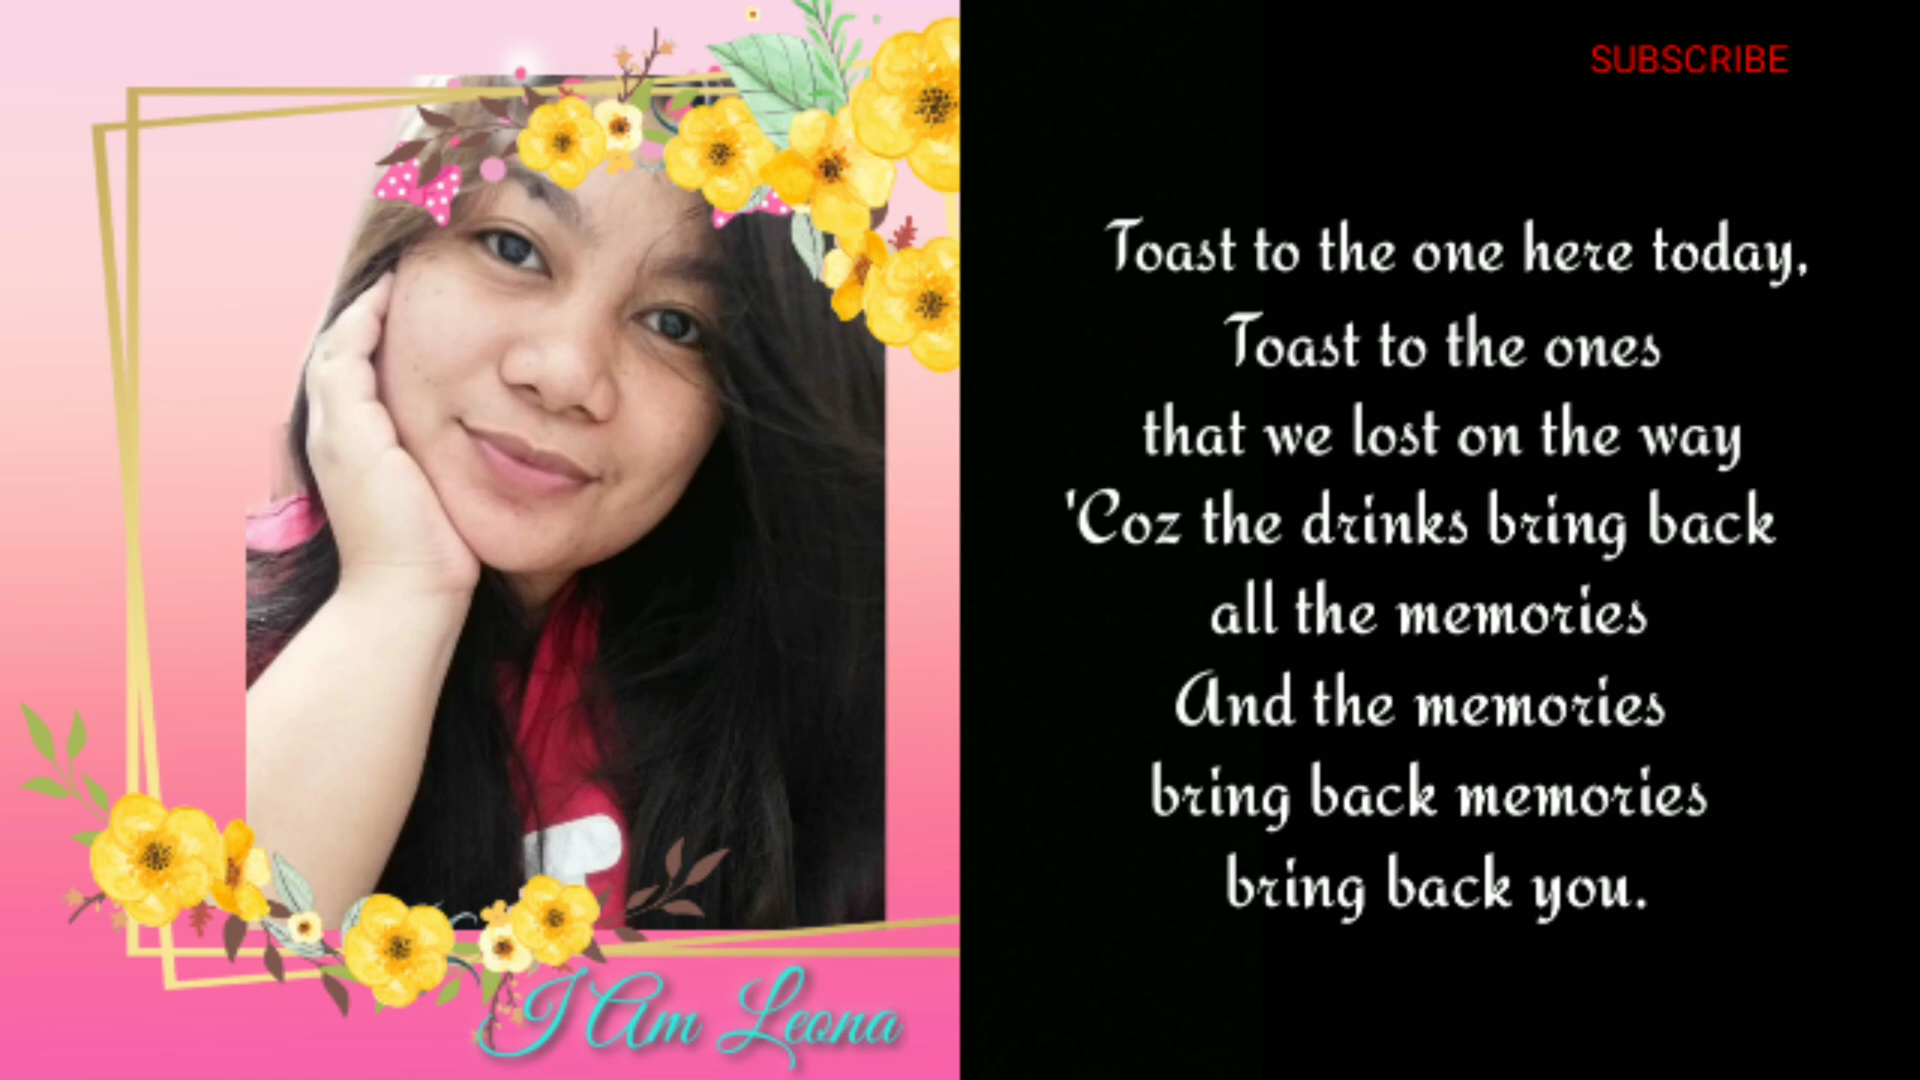 SUBSCRIBE
Toast to the one here today,
Toast to the ones
that we lost on the way
'Coz the drinks bring back
all the memories
And the memories
bring back memories
bring back you.
I Am Leona